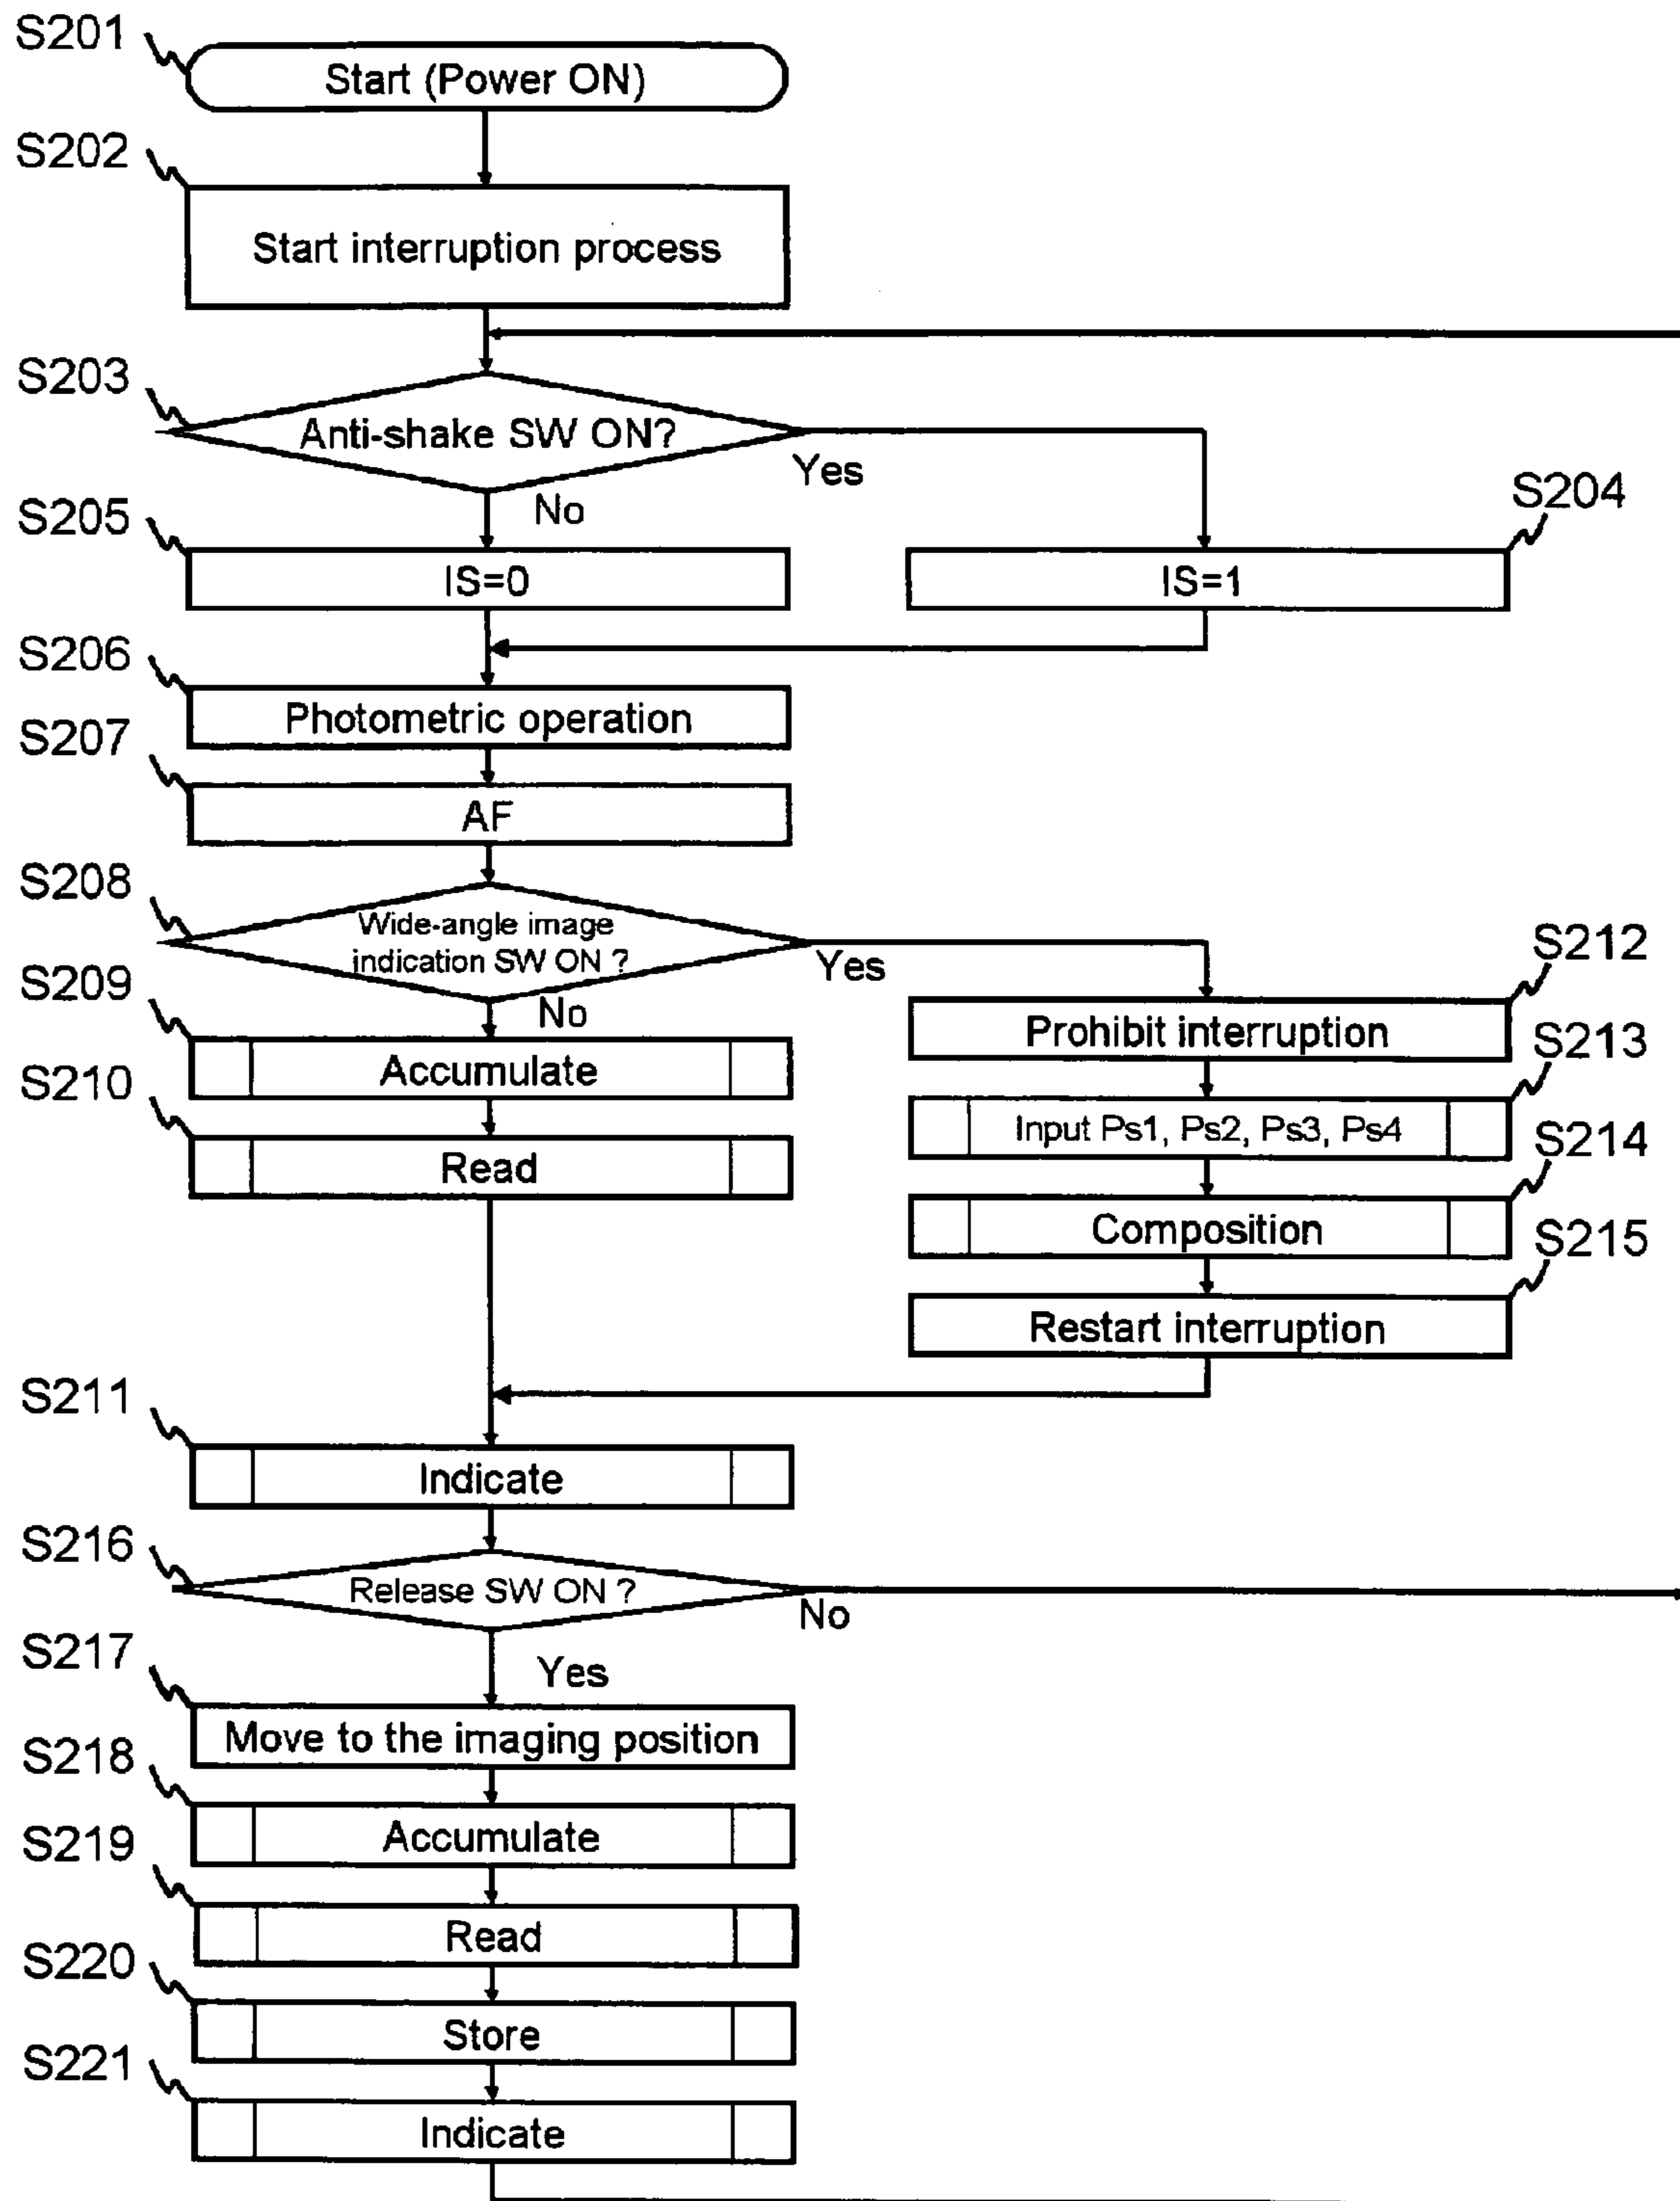 S201
Start (Power ON)
S202
Start interruption process
S203
Anti-shake SW ON?
Yes
No
S204
S205
IS=0
IS=1
S206
Photometric operation
S207
AF
S208
Wide-angle image
indication SW ON ?
Yes
No
S212
Prohibit interruption
S209
Accumulate
S213
Input Ps1, Ps2, Ps3, Ps4
S210
Read
S214
Composition
S215
Restart interruption
S211
Indicate
S216
Release SW ON ?
No
Yes
S217
Move to the imaging position
S218
Accumulate
S219
Read
S220
Store
S221
Indicate